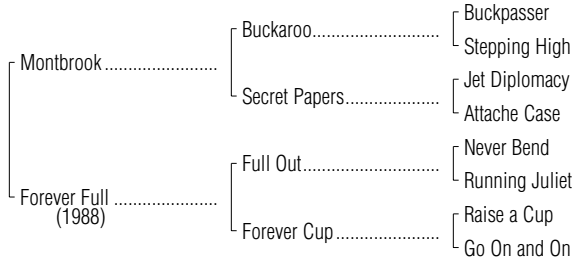 Buckpasser
Buckaroo
Stepping High
Montbrook
Jet Diplomacy
Secret Papers
Attache Case
Never Bend
Full Out
Running Juliet
Forever Full
(1988)
Raise a Cup
Forever Cup
Go On and On